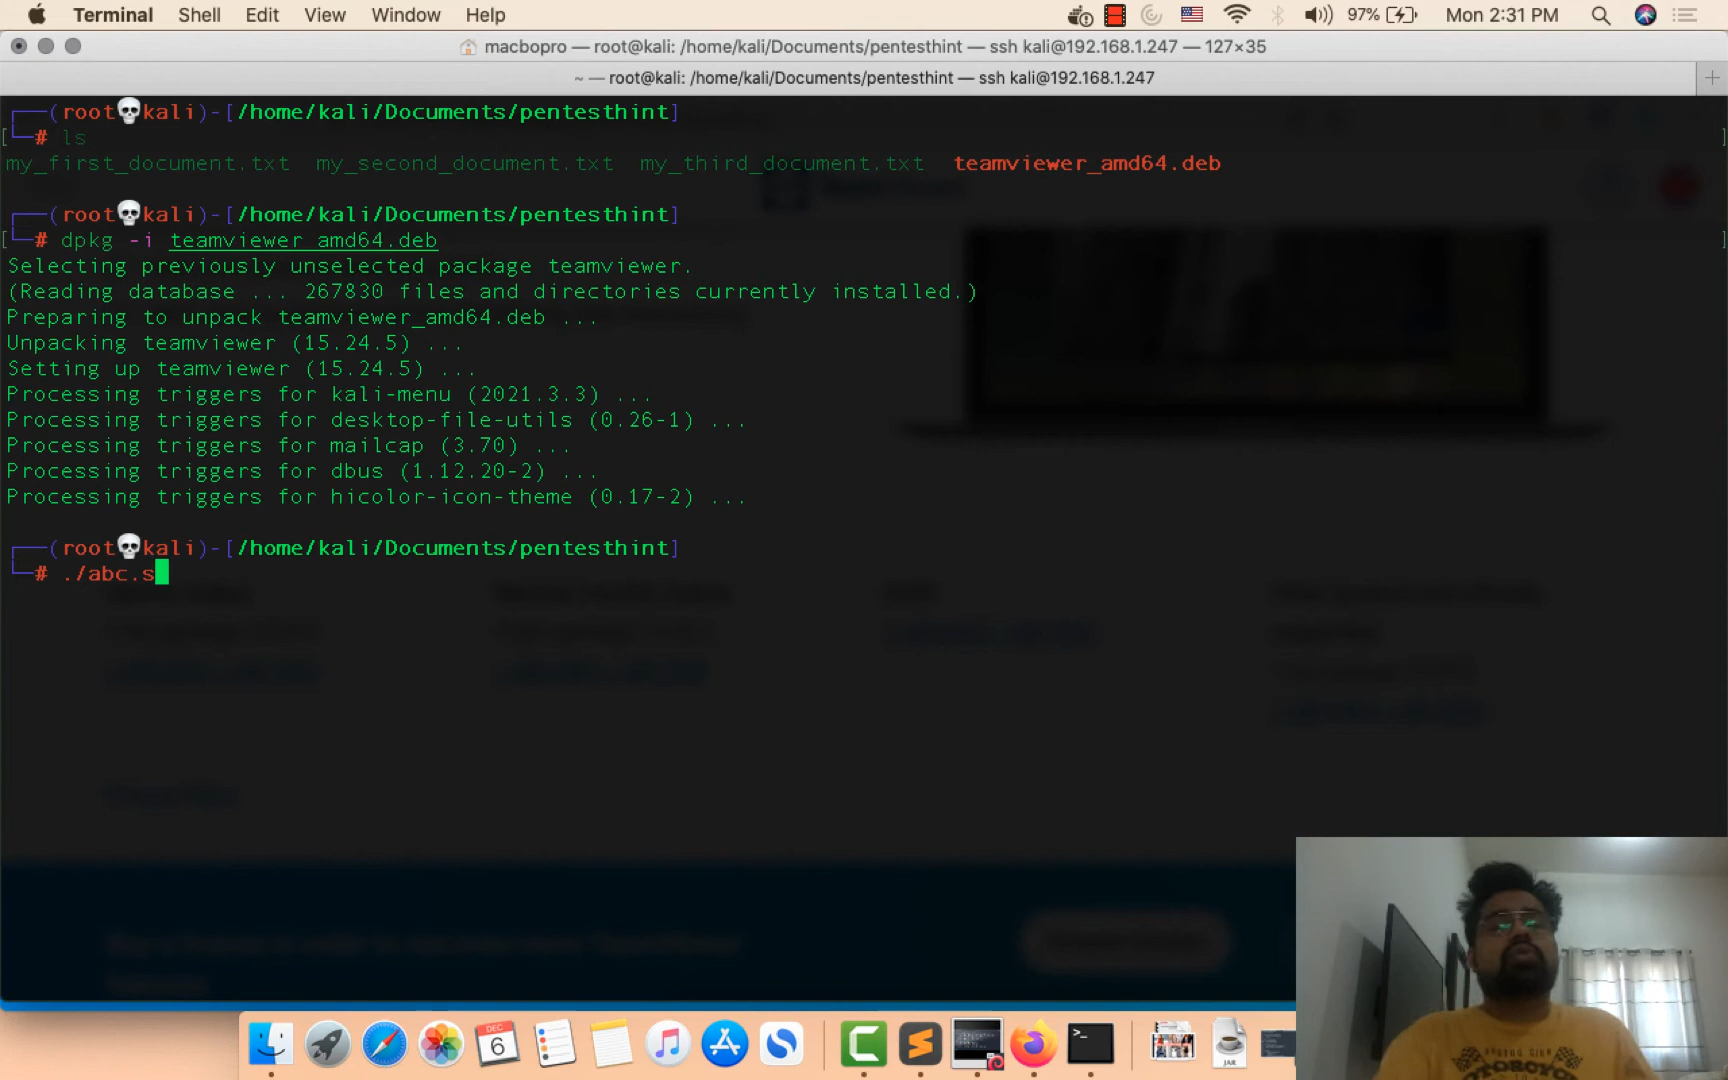 Terminal Shell Edit View Window Help 97% Mon 2:31 PM
macbopro — root@kali: /home/kali/Documents/pentesthint — ssh kali@192.168.1.247 — 127×35
~ — root@kali: /home/kali/Documents/pentesthint — ssh kali@192.168.1.247 +
┌──(root💀kali)-[/home/kali/Documents/pentesthint]
[└─# ls ]
my_first_document.txt my_second_document.txt my_third_document.txt teamviewer_amd64.deb
┌──(root💀kali)-[/home/kali/Documents/pentesthint]
[└─# dpkg -i teamviewer_amd64.deb ]
Selecting previously unselected package teamviewer.
(Reading database ... 267830 files and directories currently installed.)
Preparing to unpack teamviewer_amd64.deb ...
Unpacking teamviewer (15.24.5) ...
Setting up teamviewer (15.24.5) ...
Processing triggers for kali-menu (2021.3.3) ...
Processing triggers for desktop-file-utils (0.26-1) ...
Processing triggers for mailcap (3.70) ...
Processing triggers for dbus (1.12.20-2) ...
Processing triggers for hicolor-icon-theme (0.17-2) ...
┌──(root💀kali)-[/home/kali/Documents/pentesthint]
└─# ./abc.s
DEC
6
>_
JAR
MOTORCYC